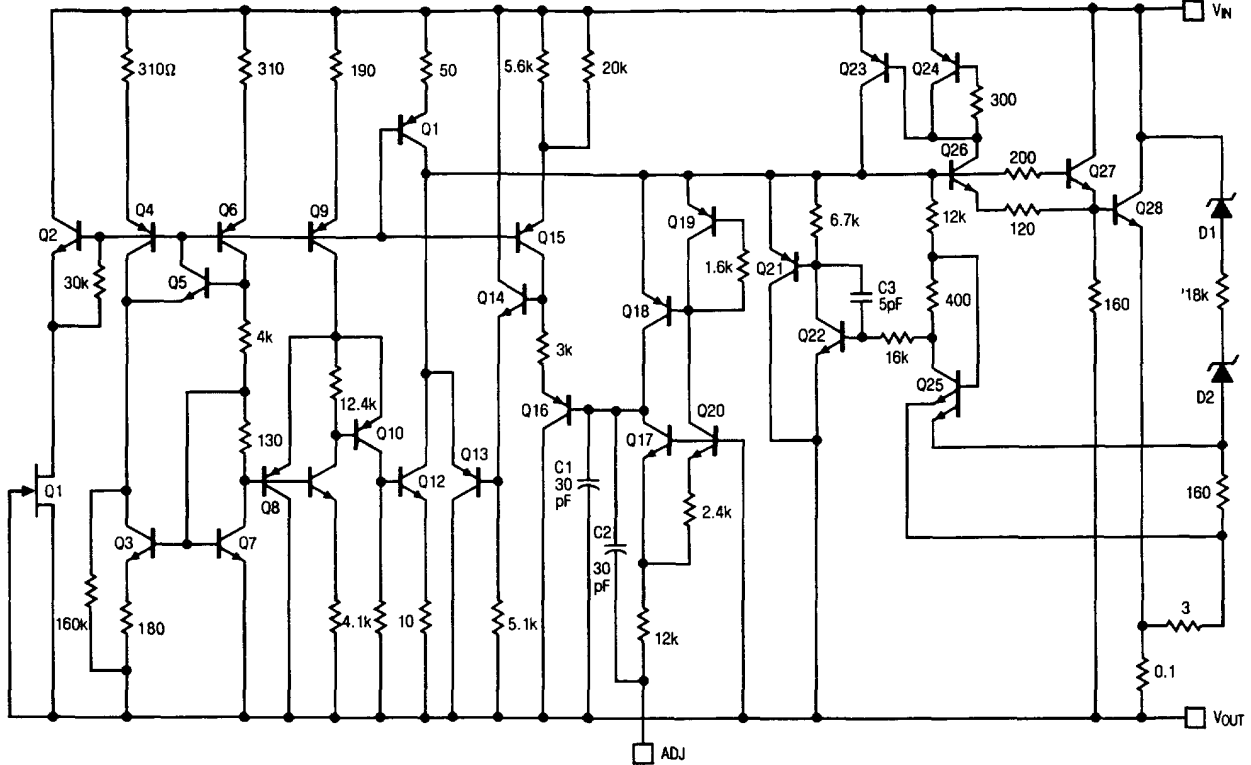 VIN
310Ω
310
190
50
5.6k
20k
Q23
Q24
300
Q1
Q26
200
Q27
Q2
Q4
Q6
Q9
Q15
Q19
6.7k
12k
120
Q28
D1
30k
Q5
Q14
1.6k
Q21
C3
5pF
400
160
'18k
4k
Q18
Q22
16k
3k
D2
12.4k
Q25
Q16
Q20
130
Q10
Q17
Q13
Q12
C1
30
pF
Q1
Q8
2.4k
160
Q3
Q7
C2
30
pF
3
160k
180
4.1k
10
5.1k
12k
0.1
VOUT
ADJ